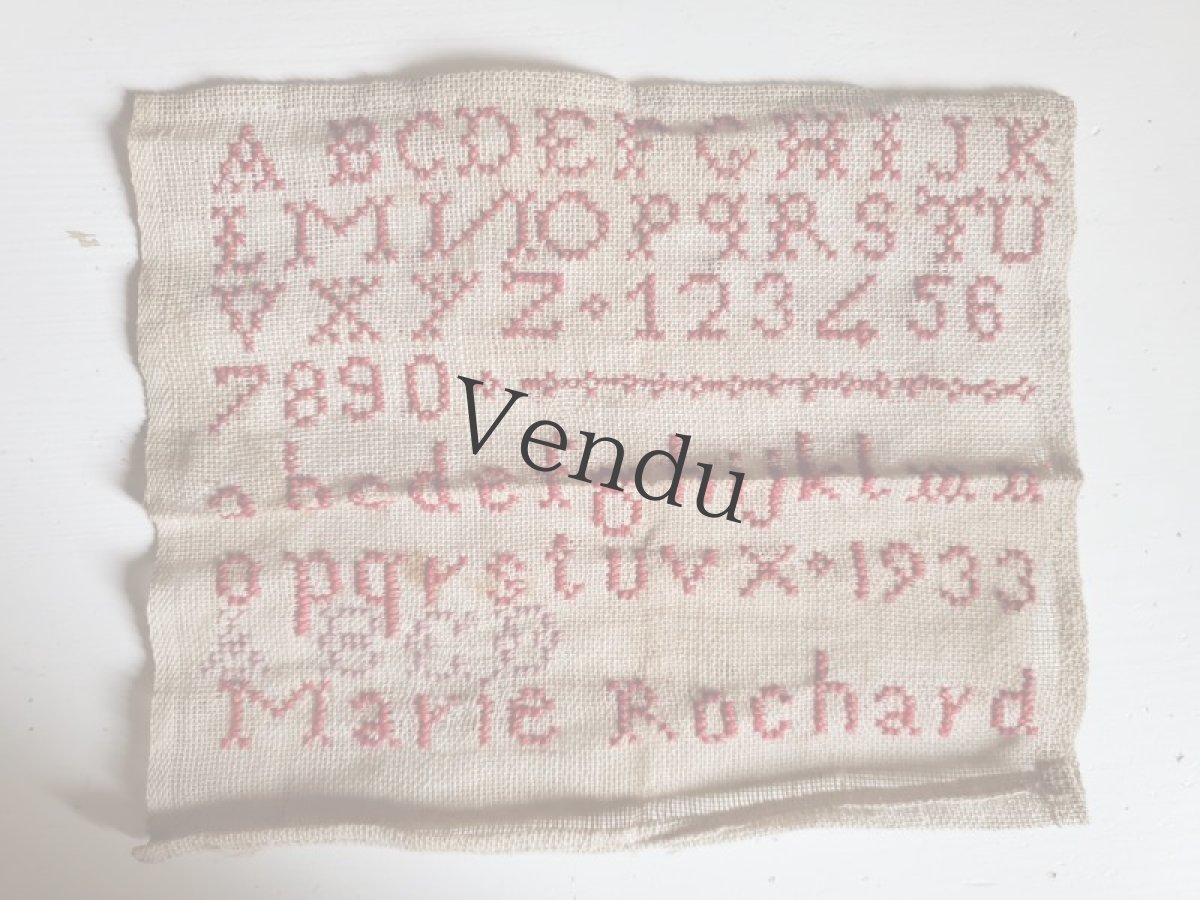 A B C D E F G H I J K
L M N O P q R S T U
V X Y Z 1 2 3 4 5 6
7 8 9 0
a b c d e f g h i j k l m n
o p q r s t u v x 1933
A B C D
Marie Rochard
Vendu